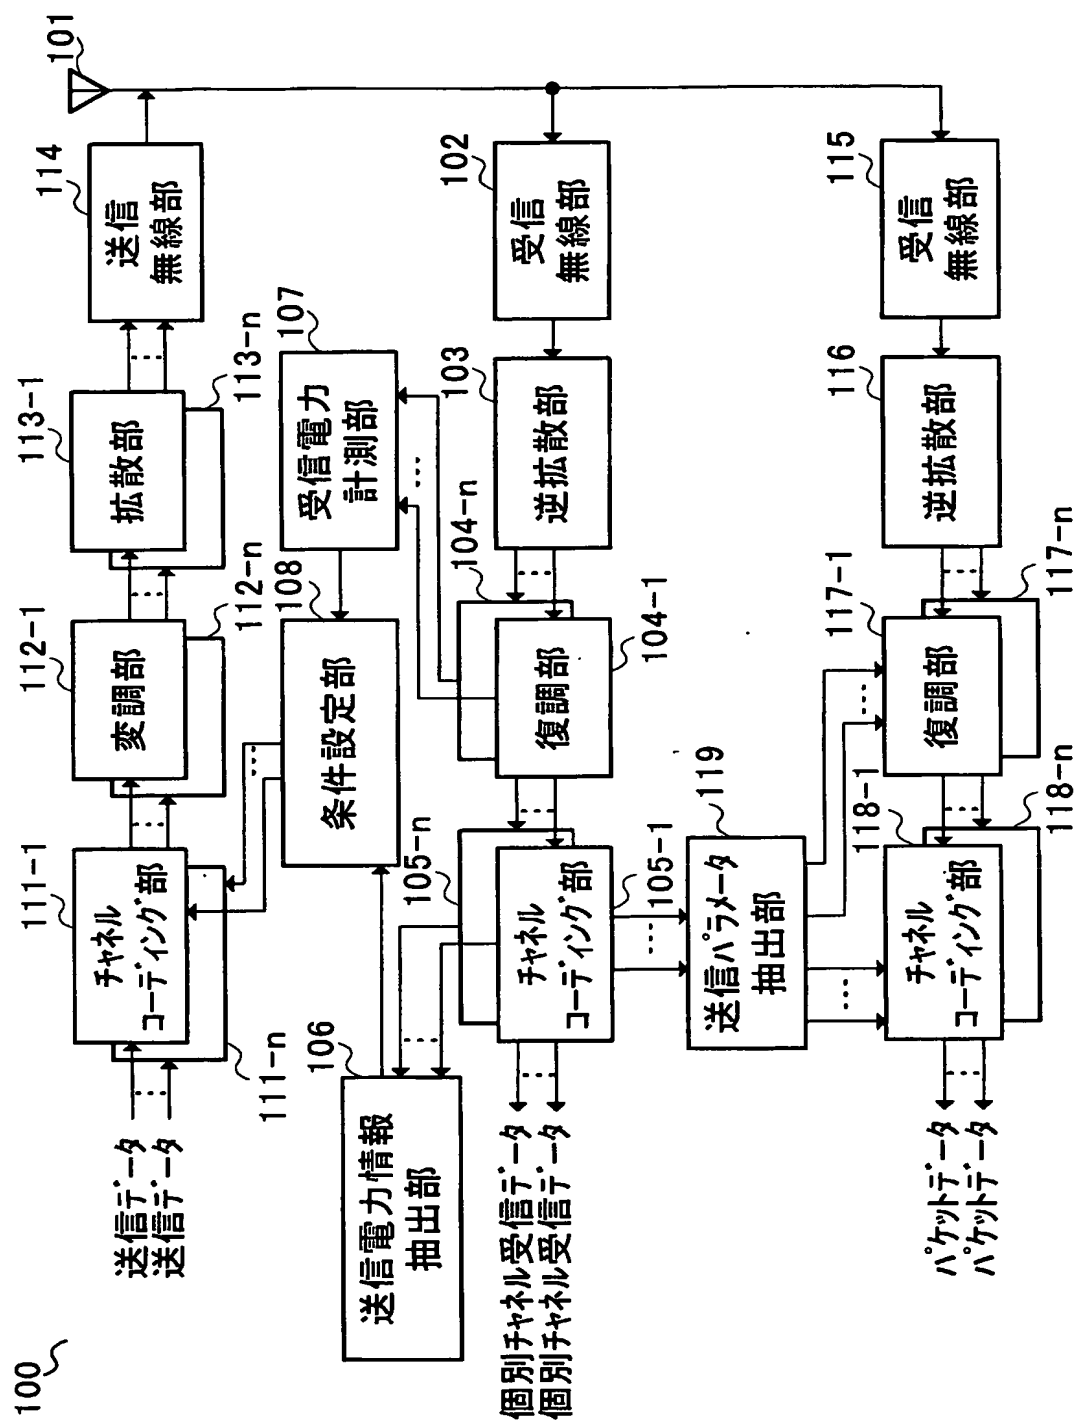 100
101
114
送信
無線部
113-1
拡散部
113-n
112-1
変調部
112-n
111-1
チャネル
コーディング部
111-n
送信データ
送信データ
107
受信電力
計測部
108
条件設定部
106
送信電力情報
抽出部
102
受信
無線部
103
逆拡散部
104-n
104-1
復調部
105-n
105-1
チャネル
コーディング部
個別チャネル受信データ
個別チャネル受信データ
119
送信パラメータ
抽出部
115
受信
無線部
116
逆拡散部
117-1
復調部
117-n
118-1
チャネル
コーディング部
118-n
パケットデータ
パケットデータ